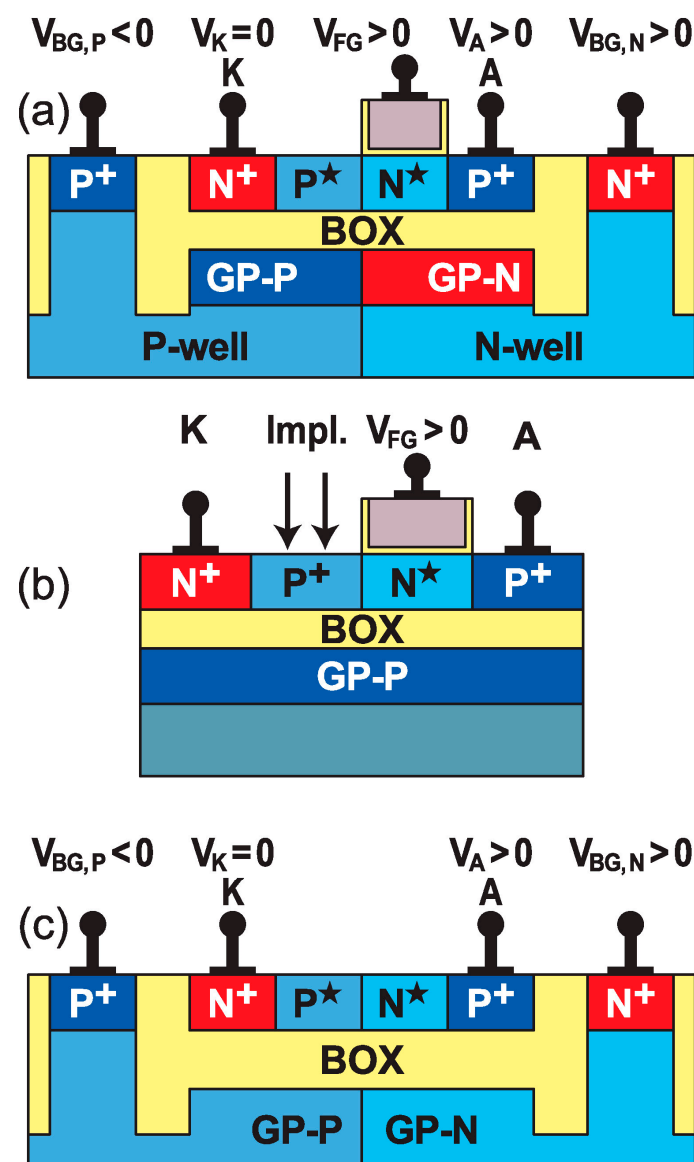 V_BG,P<0 V_K=0 V_FG>0 V_A>0 V_BG,N>0
K A
(a)
P+ N+ P★ N★ P+ N+
BOX
GP-P GP-N
P-well N-well
K Impl. V_FG>0 A
(b)
N+ P+ N★ P+
BOX
GP-P
V_BG,P<0 V_K=0 V_A>0 V_BG,N>0
K A
(c)
P+ N+ P★ N★ P+ N+
BOX
GP-P GP-N